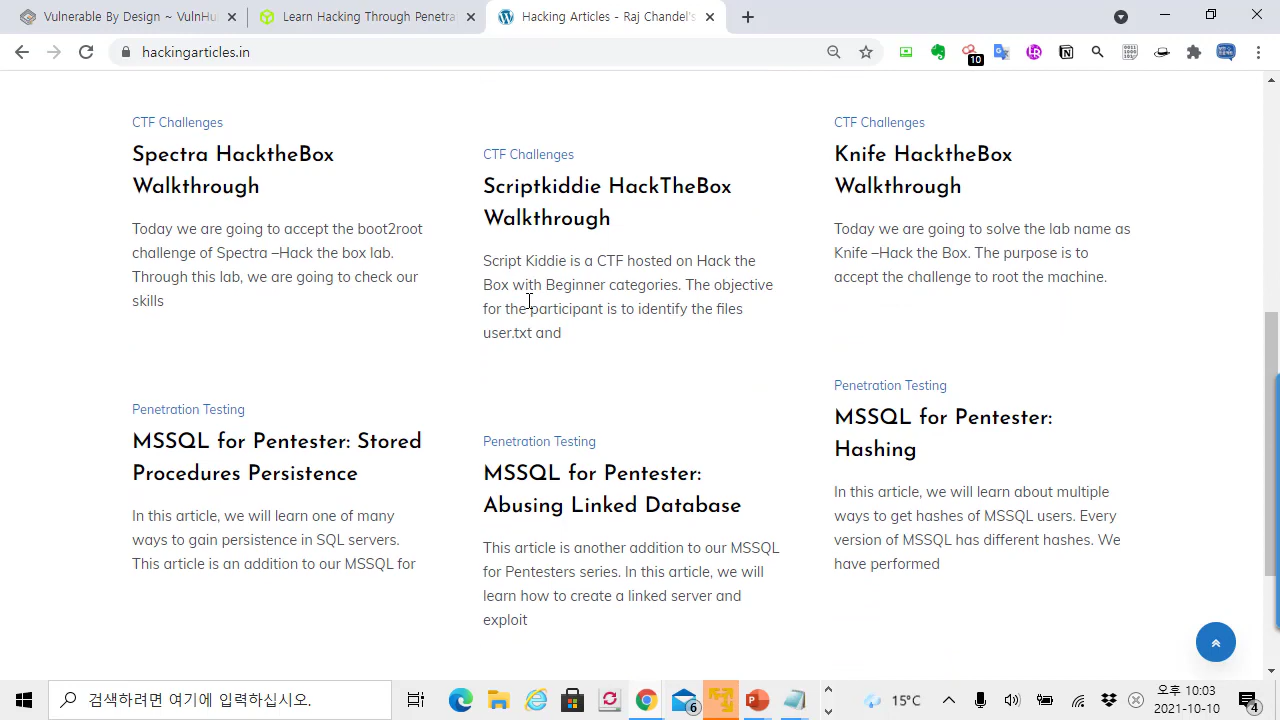 Vulnerable By Design ~ VulnHu
Learn Hacking Through Penetra
Hacking Articles - Raj Chandel's
hackingarticles.in
10
CTF Challenges
Spectra HacktheBox
Walkthrough
Today we are going to accept the boot2root
challenge of Spectra –Hack the box lab.
Through this lab, we are going to check our
skills
CTF Challenges
Scriptkiddie HackTheBox
Walkthrough
Script Kiddie is a CTF hosted on Hack the
Box with Beginner categories. The objective
for the participant is to identify the files
user.txt and
CTF Challenges
Knife HacktheBox
Walkthrough
Today we are going to solve the lab name as
Knife –Hack the Box. The purpose is to
accept the challenge to root the machine.
Penetration Testing
MSSQL for Pentester: Stored
Procedures Persistence
In this article, we will learn one of many
ways to gain persistence in SQL servers.
This article is an addition to our MSSQL for
Penetration Testing
MSSQL for Pentester:
Abusing Linked Database
This article is another addition to our MSSQL
for Pentesters series. In this article, we will
learn how to create a linked server and
exploit
Penetration Testing
MSSQL for Pentester:
Hashing
In this article, we will learn about multiple
ways to get hashes of MSSQL users. Every
version of MSSQL has different hashes. We
have performed
검색하려면 여기에 입력하십시오.
6
15°C
오후 10:03
2021-10-10
4